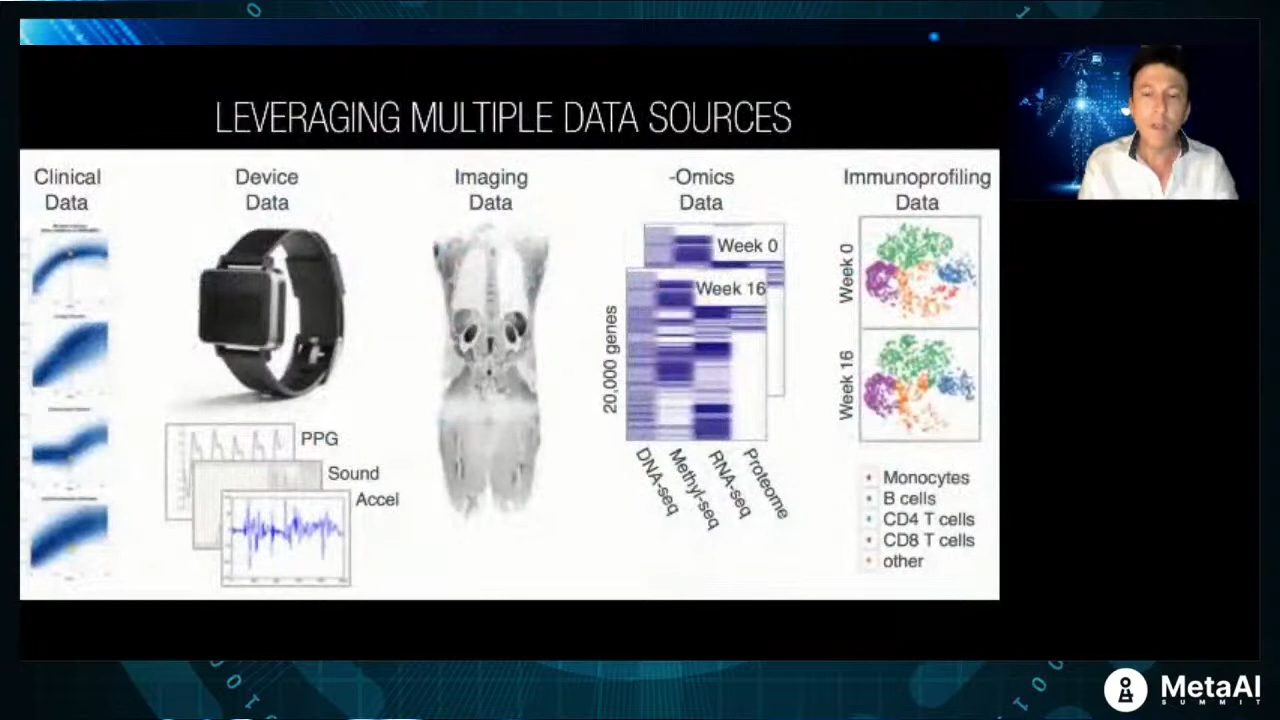 LEVERAGING MULTIPLE DATA SOURCES
Clinical
Data
Device
Data
PPG
Sound
Accel
Imaging
Data
-Omics
Data
Week 0
Week 16
20,000 genes
DNA-seq
Methyl-seq
RNA-seq
Proteome
Immunoprofiling
Data
Week 0
Week 16
Monocytes
B cells
CD4 T cells
CD8 T cells
other
MetaAI
SUMMIT